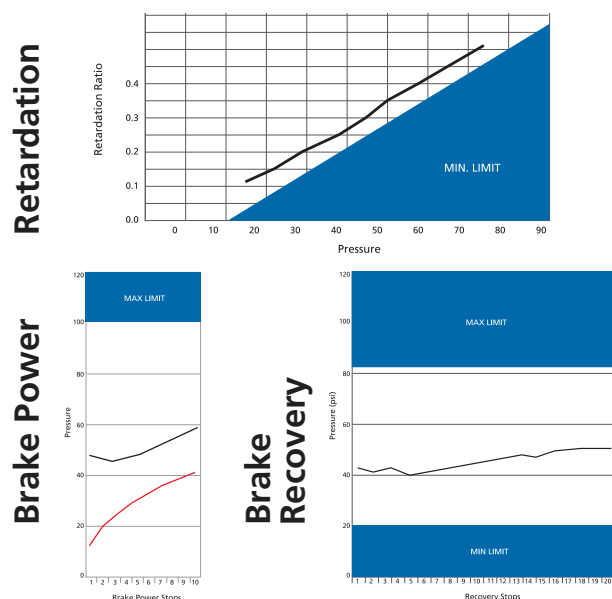 Retardation
Retardation Ratio
0.4
0.3
0.2
0.1
0.0
MIN. LIMIT
0 10 20 30 40 50 60 70 80 90
Pressure
Brake Power
Pressure
120
100
80
60
40
20
0
MAX LIMIT
1 2 3 4 5 6 7 8 9 10
Brake Power Stops
Brake
Recovery
Pressure (psi)
120
100
80
60
40
20
0
MAX LIMIT
MIN LIMIT
1 2 3 4 5 6 7 8 9 10 11 12 13 14 15 16 17 18 19 20
Recovery Stops